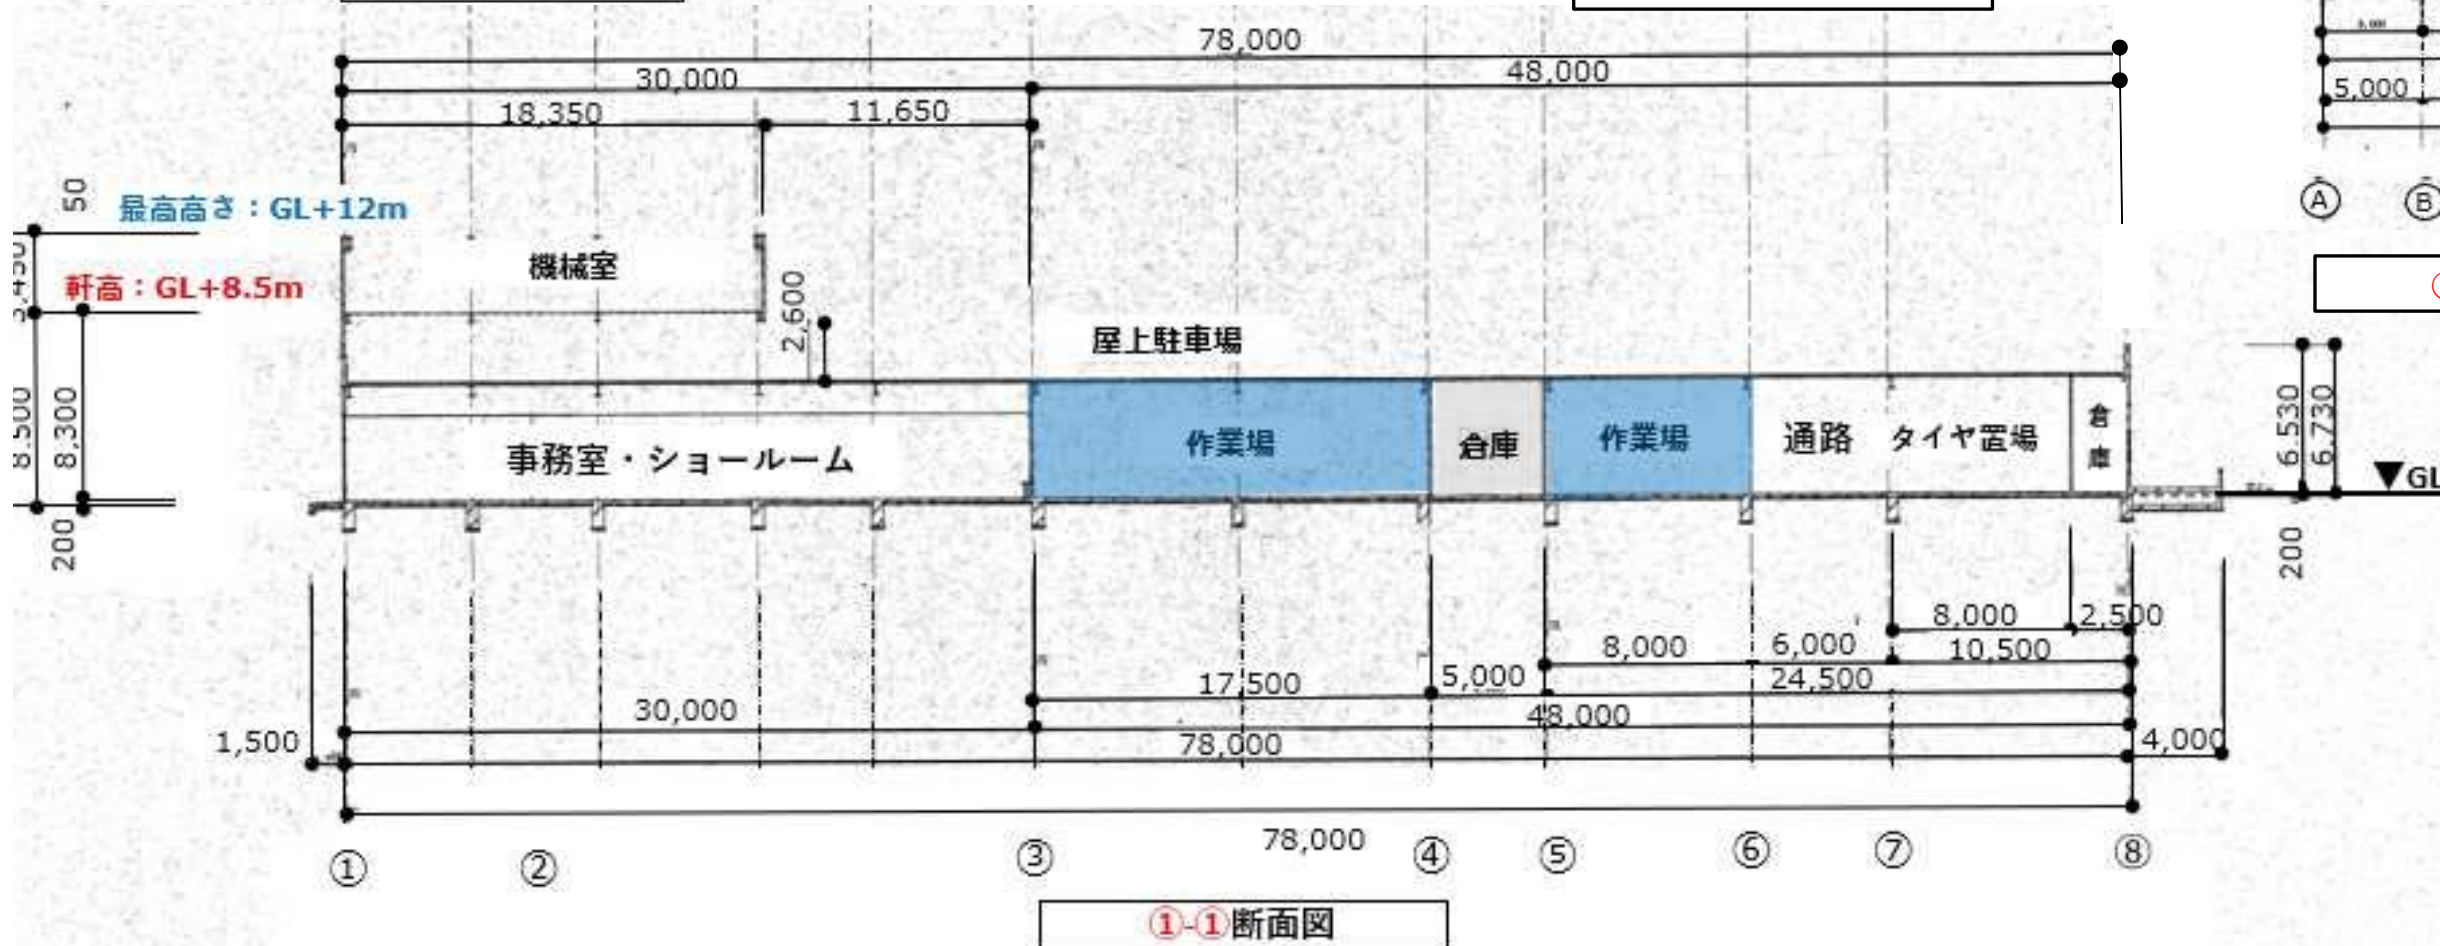 78,000
30,000
48,000
18,350
11,650
5,000
Ⓐ
Ⓑ
50
最高高さ：GL+12m
軒高：GL+8.5m
機械室
2,600
屋上駐車場
8,500
8,300
200
事務室・ショールーム
作業場
倉庫
作業場
通路
タイヤ置場
倉庫
6,530
6,730
GL
200
8,000
2,500
8,000
6,000
10,500
17,500
5,000
24,500
30,000
48,000
1,500
78,000
4,000
78,000
①
②
③
④
⑤
⑥
⑦
⑧
①-①断面図